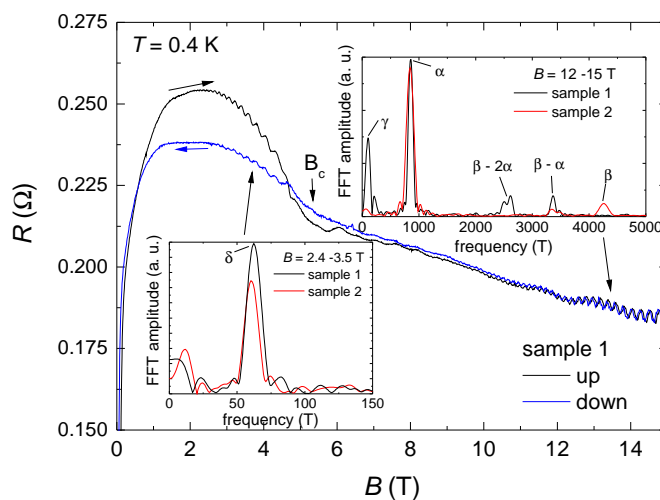 T = 0.4 K
R (Ω)
0.250
0.225
0.200
0.175
0.150
0 2 4 6 8 10 12 14
B (T)
B_c
sample 1
up
down
FFT amplitude (a. u.)
B = 12 -15 T
sample 1
sample 2
γ
α
β - 2α
β - α
β
0 1000 2000 3000 4000 5000
frequency (T)
FFT amplitude (a. u.)
δ
B = 2.4 -3.5 T
sample 1
sample 2
0 50 100 150
frequency (T)